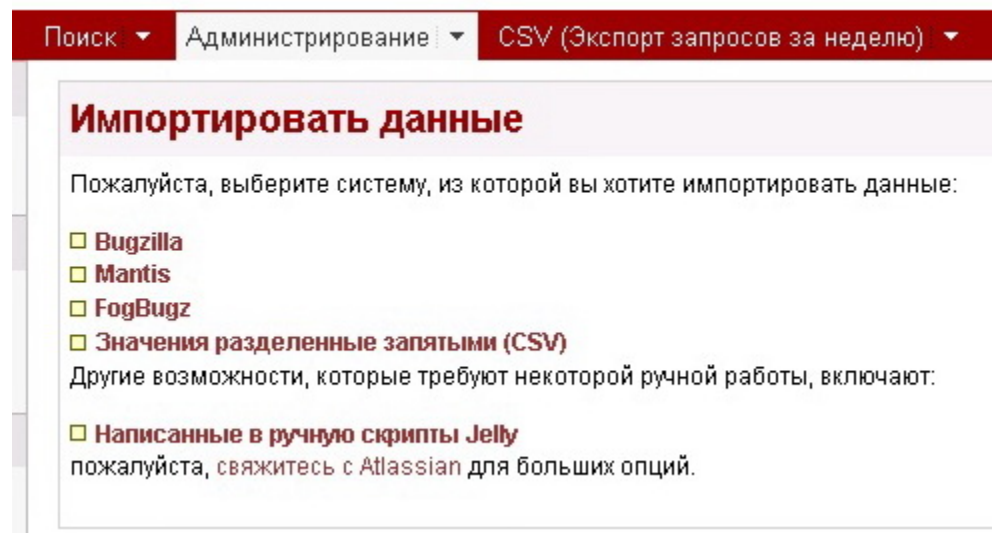 Поиск Администрирование CSV (Экспорт запросов за неделю)
Импортировать данные
Пожалуйста, выберите систему, из которой вы хотите импортировать данные:
Bugzilla
Mantis
FogBugz
Значения разделенные запятыми (CSV)
Другие возможности, которые требуют некоторой ручной работы, включают:
Написанные в ручную скрипты Jelly
пожалуйста, свяжитесь с Atlassian для больших опций.